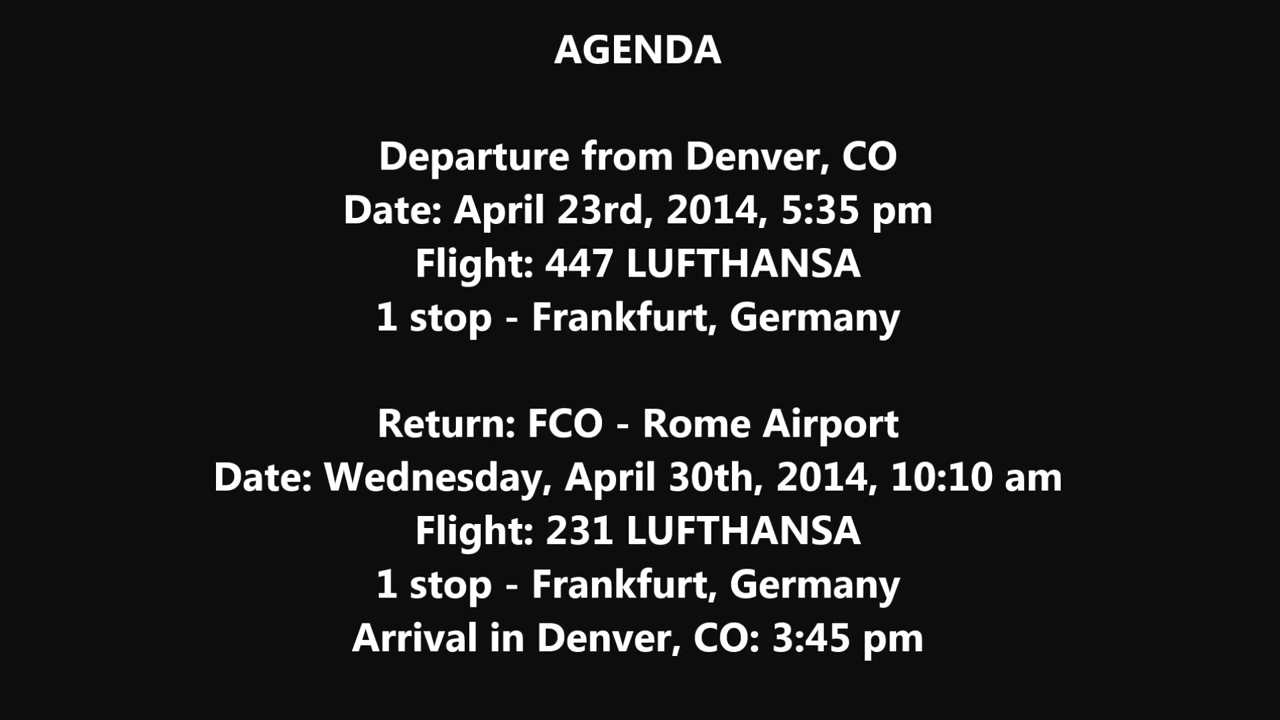 AGENDA
Departure from Denver, CO
Date: April 23rd, 2014, 5:35 pm
Flight: 447 LUFTHANSA
1 stop - Frankfurt, Germany
Return: FCO - Rome Airport
Date: Wednesday, April 30th, 2014, 10:10 am
Flight: 231 LUFTHANSA
1 stop - Frankfurt, Germany
Arrival in Denver, CO: 3:45 pm